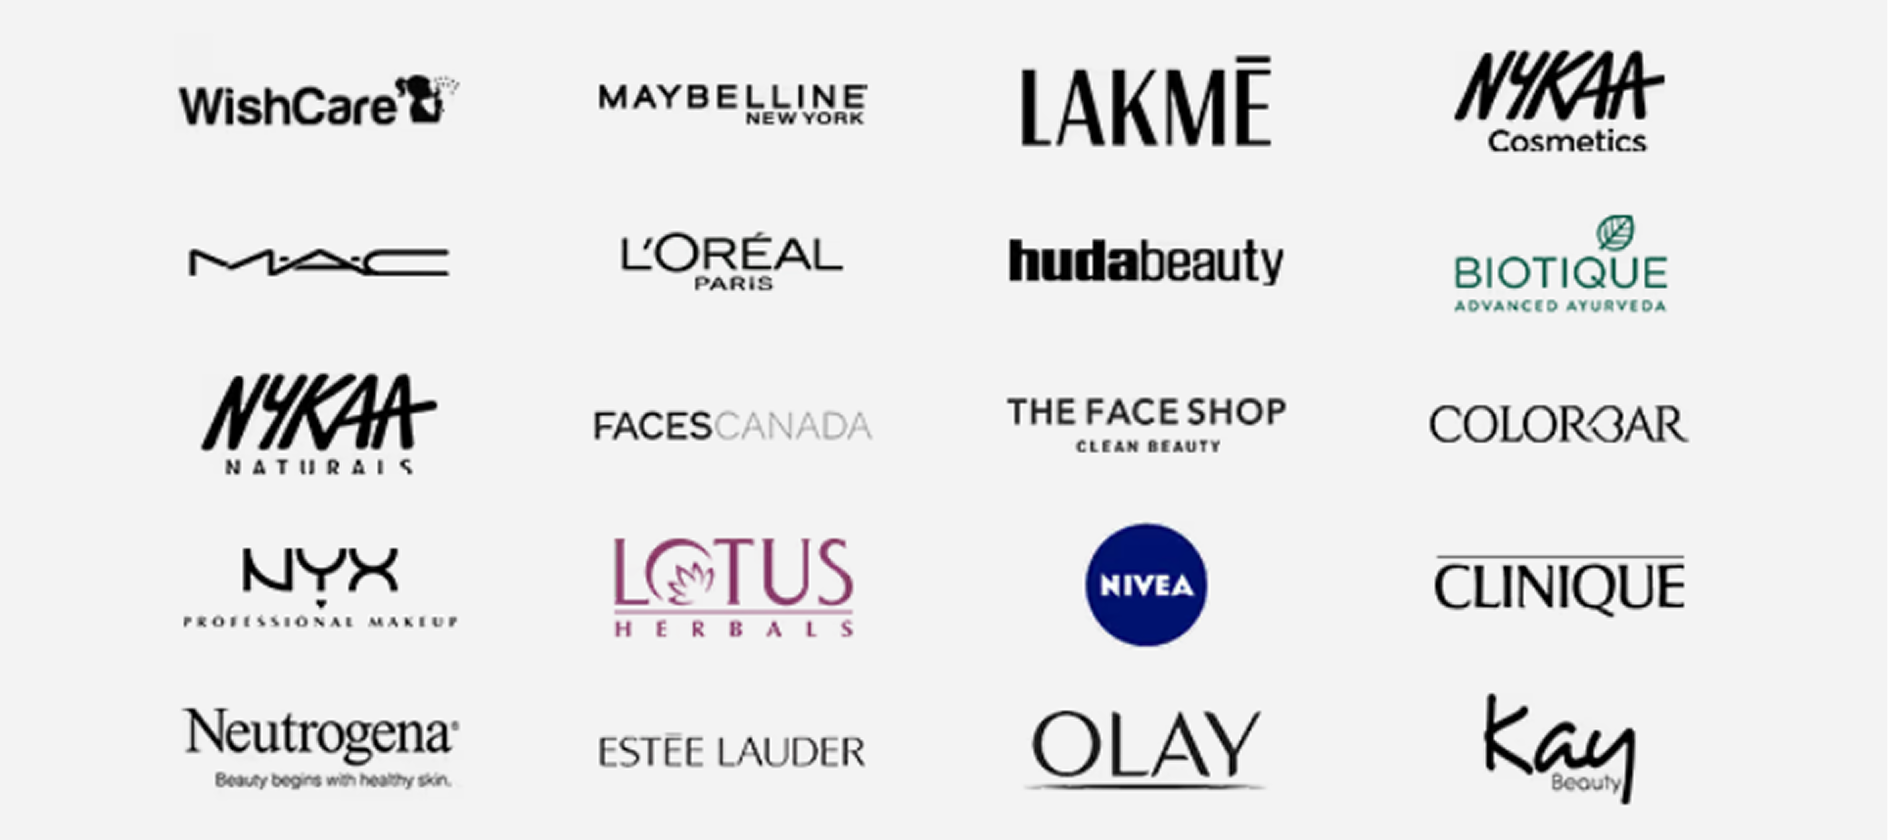 WishCare
MAYBELLINE
NEW YORK
LAKMĒ
NYKAA
Cosmetics
M·A·C
L'ORÉAL
PARIS
hudabeauty
BIOTIQUE
ADVANCED AYURVEDA
NYKAA
NATURALS
FACESCANADA
THE FACE SHOP
CLEAN BEAUTY
COLORBAR
NYX
PROFESSIONAL MAKEUP
LOTUS
HERBALS
NIVEA
CLINIQUE
Neutrogena®
Beauty begins with healthy skin.
ESTĒE LAUDER
OLAY
Kay
Beauty